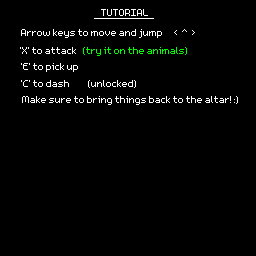 TUTORIAL
Arrow keys to move and jump < ^ >
'X' to attack (try it on the animals)
'E' to pick up
'C' to dash (unlocked)
Make sure to bring things back to the altar! :)